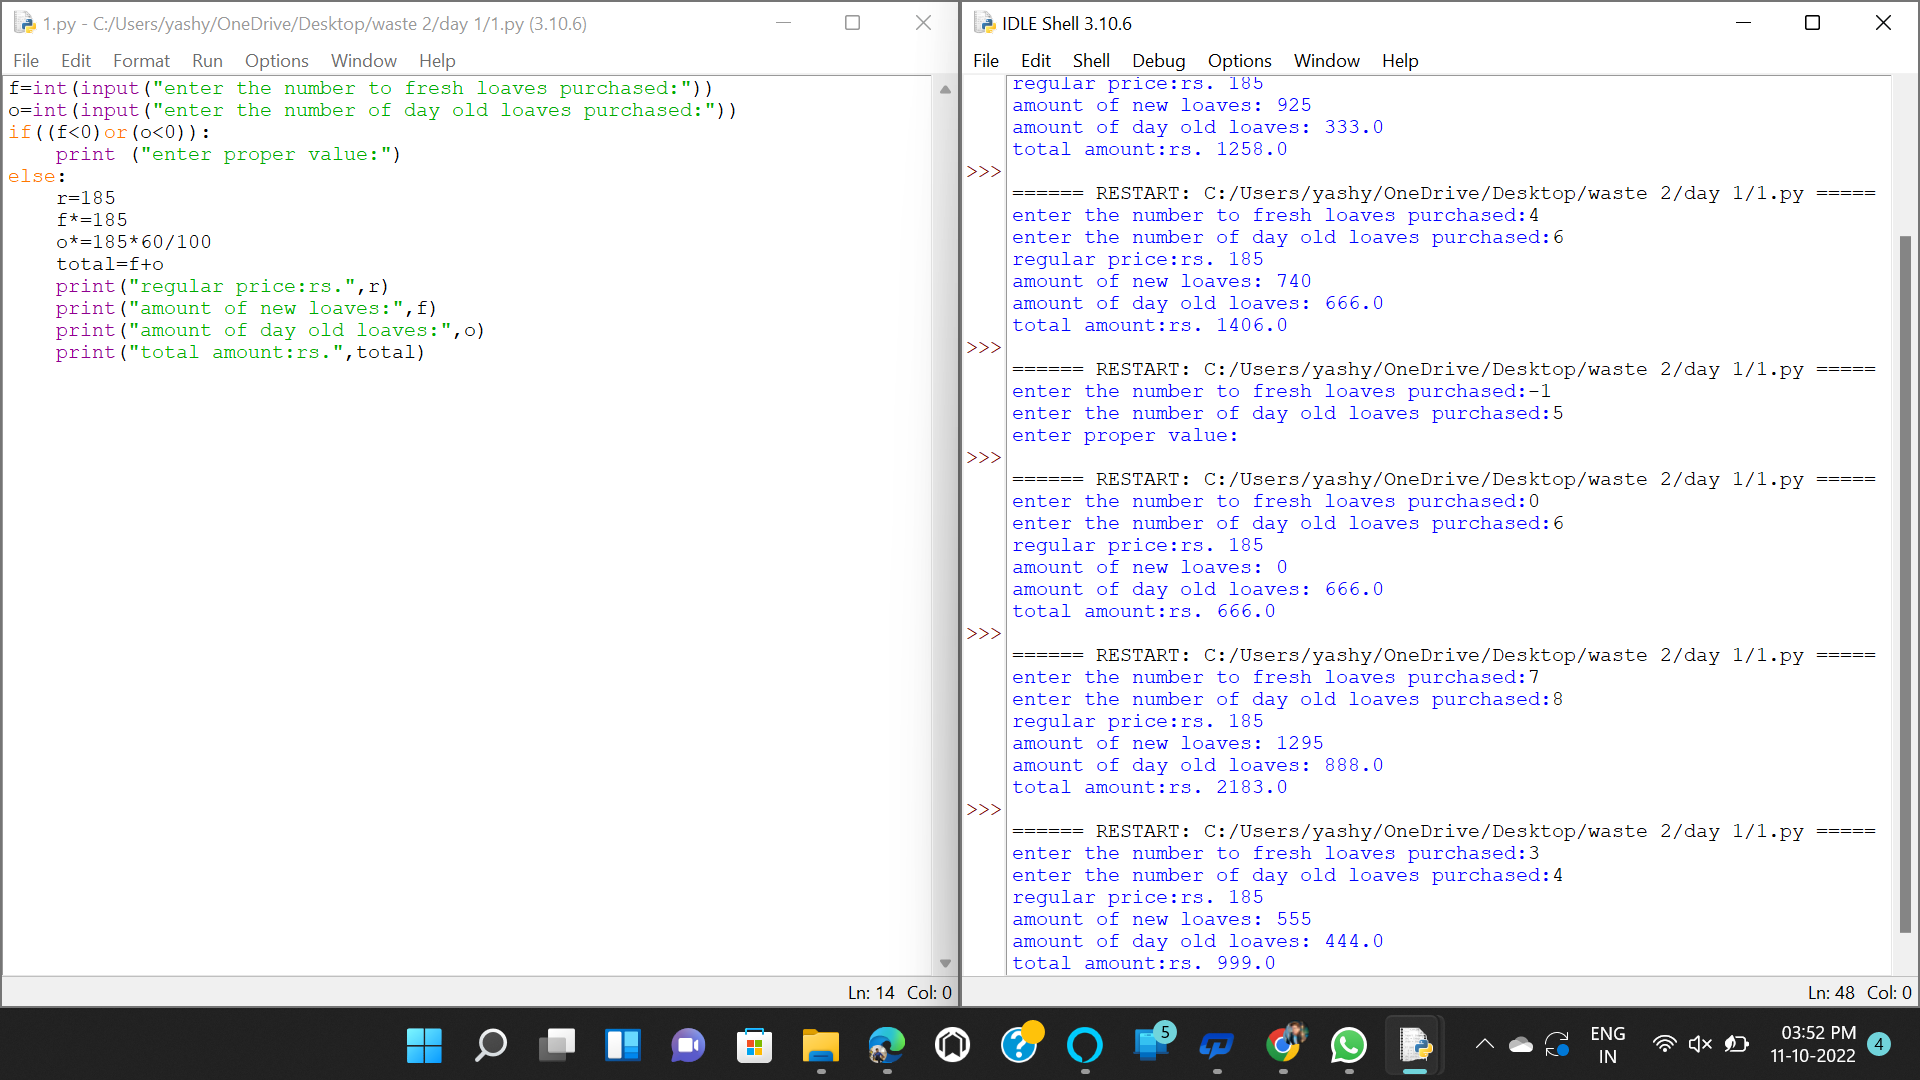 1.py - C:/Users/yashy/OneDrive/Desktop/waste 2/day 1/1.py (3.10.6)
File Edit Format Run Options Window Help
f=int(input("enter the number to fresh loaves purchased:"))
o=int(input("enter the number of day old loaves purchased:"))
if((f<0)or(o<0)):
    print ("enter proper value:")
else:
    r=185
    f*=185
    o*=185*60/100
    total=f+o
    print("regular price:rs.",r)
    print("amount of new loaves:",f)
    print("amount of day old loaves:",o)
    print("total amount:rs.",total)
Ln: 14 Col: 0
IDLE Shell 3.10.6
File Edit Shell Debug Options Window Help
regular price:rs. 185
amount of new loaves: 925
amount of day old loaves: 333.0
total amount:rs. 1258.0
>>>
====== RESTART: C:/Users/yashy/OneDrive/Desktop/waste 2/day 1/1.py =====
enter the number to fresh loaves purchased:4
enter the number of day old loaves purchased:6
regular price:rs. 185
amount of new loaves: 740
amount of day old loaves: 666.0
total amount:rs. 1406.0
>>>
====== RESTART: C:/Users/yashy/OneDrive/Desktop/waste 2/day 1/1.py =====
enter the number to fresh loaves purchased:-1
enter the number of day old loaves purchased:5
enter proper value:
>>>
====== RESTART: C:/Users/yashy/OneDrive/Desktop/waste 2/day 1/1.py =====
enter the number to fresh loaves purchased:0
enter the number of day old loaves purchased:6
regular price:rs. 185
amount of new loaves: 0
amount of day old loaves: 666.0
total amount:rs. 666.0
>>>
====== RESTART: C:/Users/yashy/OneDrive/Desktop/waste 2/day 1/1.py =====
enter the number to fresh loaves purchased:7
enter the number of day old loaves purchased:8
regular price:rs. 185
amount of new loaves: 1295
amount of day old loaves: 888.0
total amount:rs. 2183.0
>>>
====== RESTART: C:/Users/yashy/OneDrive/Desktop/waste 2/day 1/1.py =====
enter the number to fresh loaves purchased:3
enter the number of day old loaves purchased:4
regular price:rs. 185
amount of new loaves: 555
amount of day old loaves: 444.0
total amount:rs. 999.0
Ln: 48 Col: 0
5
ENG
IN
03:52 PM
11-10-2022
4